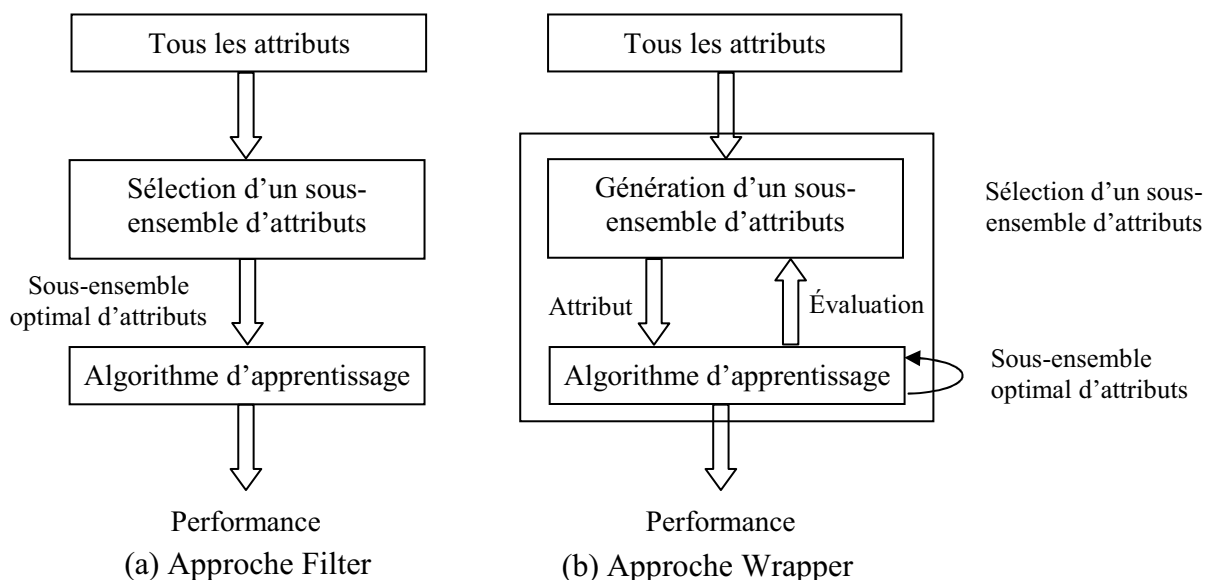 Tous les attributs
Sélection d'un sous-
ensemble d'attributs
Sous-ensemble
optimal d'attributs
Algorithme d'apprentissage
Performance
(a) Approche Filter
Tous les attributs
Génération d'un sous-
ensemble d'attributs
Sélection d'un sous-
ensemble d'attributs
Attribut
Évaluation
Algorithme d'apprentissage
Sous-ensemble
optimal d'attributs
Performance
(b) Approche Wrapper